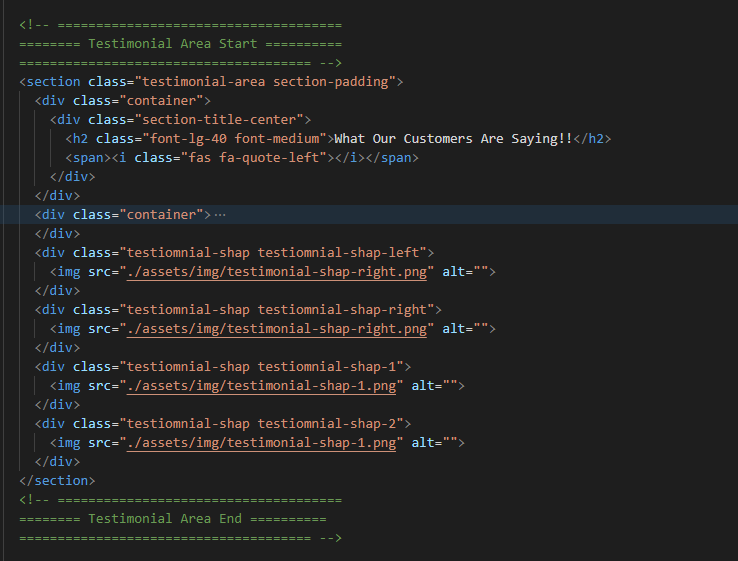 <!-- =====================================
======== Testimonial Area Start ==========
====================================== -->
<section class="testimonial-area section-padding">
<div class="container">
<div class="section-title-center">
<h2 class="font-lg-40 font-medium">What Our Customers Are Saying!!</h2>
<span><i class="fas fa-quote-left"></i></span>
</div>
</div>
<div class="container">…
</div>
<div class="testiomnial-shap testiomnial-shap-left">
<img src="./assets/img/testimonial-shap-right.png" alt="">
</div>
<div class="testiomnial-shap testiomnial-shap-right">
<img src="./assets/img/testimonial-shap-right.png" alt="">
</div>
<div class="testiomnial-shap testiomnial-shap-1">
<img src="./assets/img/testimonial-shap-1.png" alt="">
</div>
<div class="testiomnial-shap testiomnial-shap-2">
<img src="./assets/img/testimonial-shap-1.png" alt="">
</div>
</section>
<!-- =====================================
======== Testimonial Area End ==========
====================================== -->